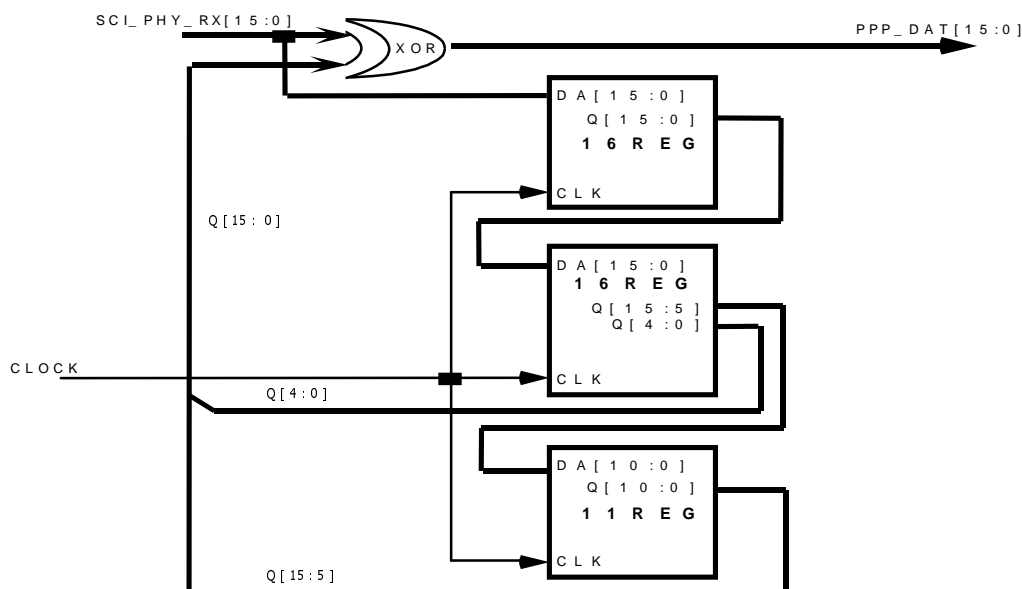 SCI_PHY_RX[15:0]
PPP_DAT[15:0]
XOR
DA[15:0]
Q[15:0]
16REG
CLK
Q[15:0]
DA[15:0]
16REG
Q[15:5]
Q[4:0]
CLOCK
CLK
Q[4:0]
DA[10:0]
Q[10:0]
11REG
CLK
Q[15:5]